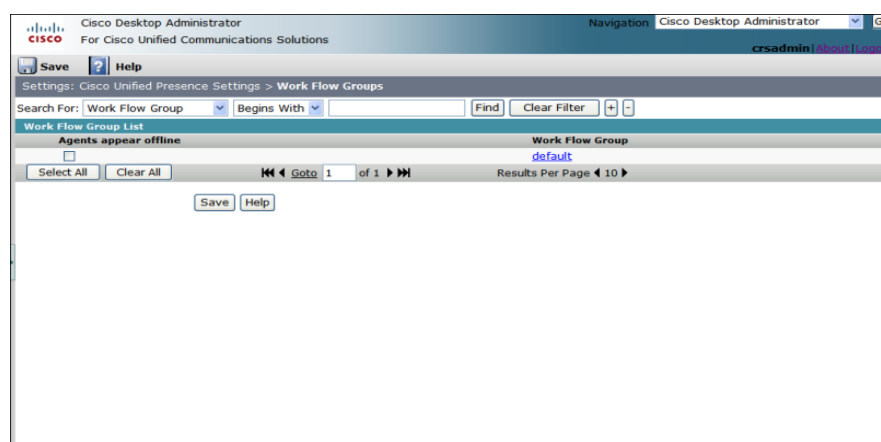 Cisco Desktop Administrator
Navigation Cisco Desktop Administrator G
CISCO For Cisco Unified Communications Solutions
crsadmin|About|Logo
Save ? Help
Settings: Cisco Unified Presence Settings > Work Flow Groups
Search For: Work Flow Group Begins With Find Clear Filter + -
Work Flow Group List
Agents appear offline Work Flow Group
default
Select All Clear All Goto 1 of 1 Results Per Page 10
Save Help